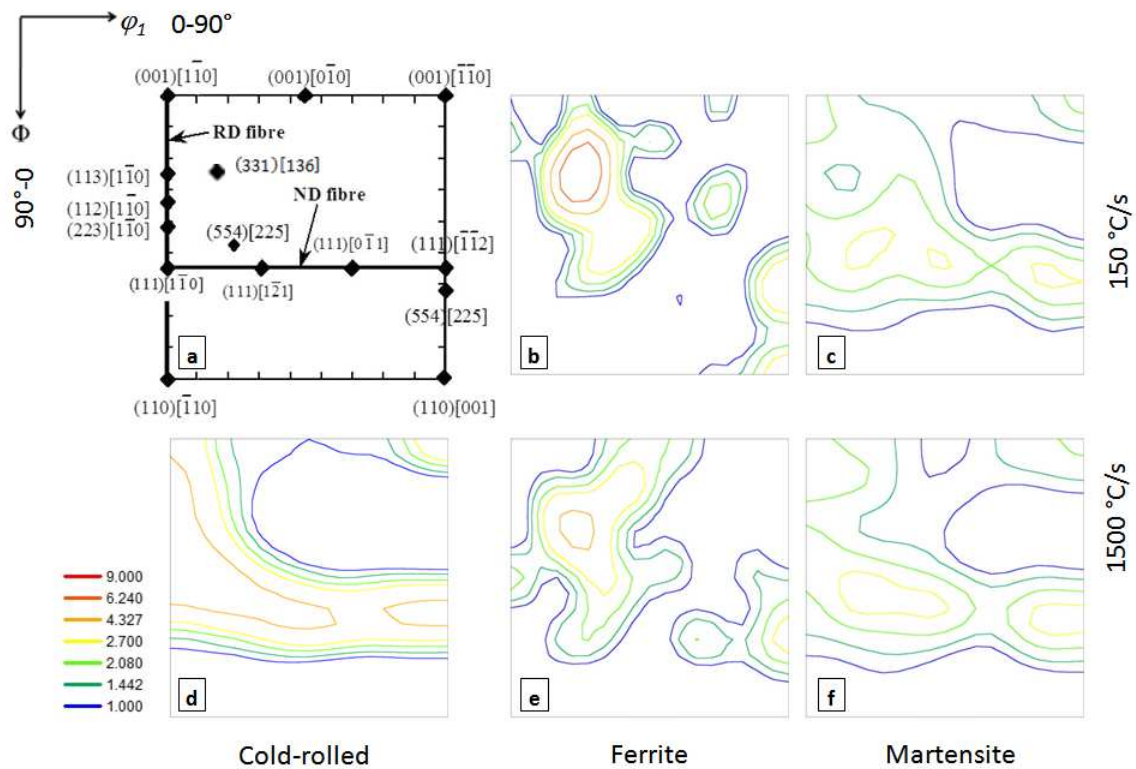 φ1 0-90°
Φ
90°-0
(001)[11̅0]
(001)[01̅0]
(001)[1̅1̅0]
RD fibre
(331)[136]
(113)[11̅0]
ND fibre
(112)[11̅0]
(223)[11̅0]
(554)[225]
(111)[01̅1]
(111)[1̅1̅2]
(111)[11̅0]
(111)[12̅1]
(554)[225]
a
b
c
150 °C/s
(110)[1̅10]
(110)[001]
9.000
6.240
4.327
2.700
2.080
1.442
1.000
d
e
f
1500 °C/s
Cold-rolled
Ferrite
Martensite